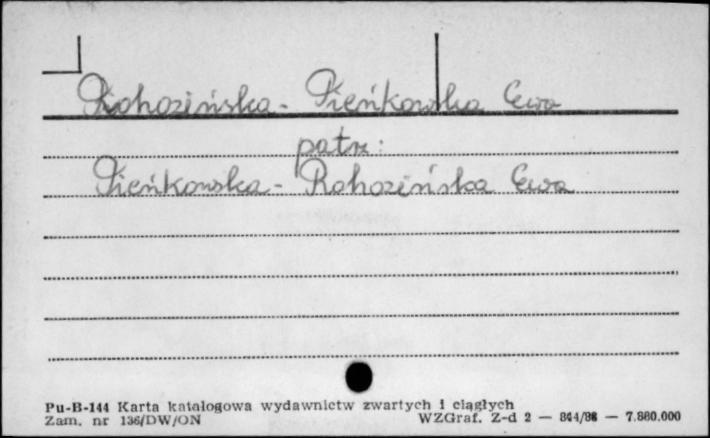 Rohozińska - Pieńkowska Ewa
patrz:
Pieńkowska - Rohozińska Ewa
Pu-B-144 Karta katalogowa wydawnictw zwartych i ciągłych
Zam. nr 136/DW/ON WZGraf. Z-d 2 — 844/88 — 7.880.000